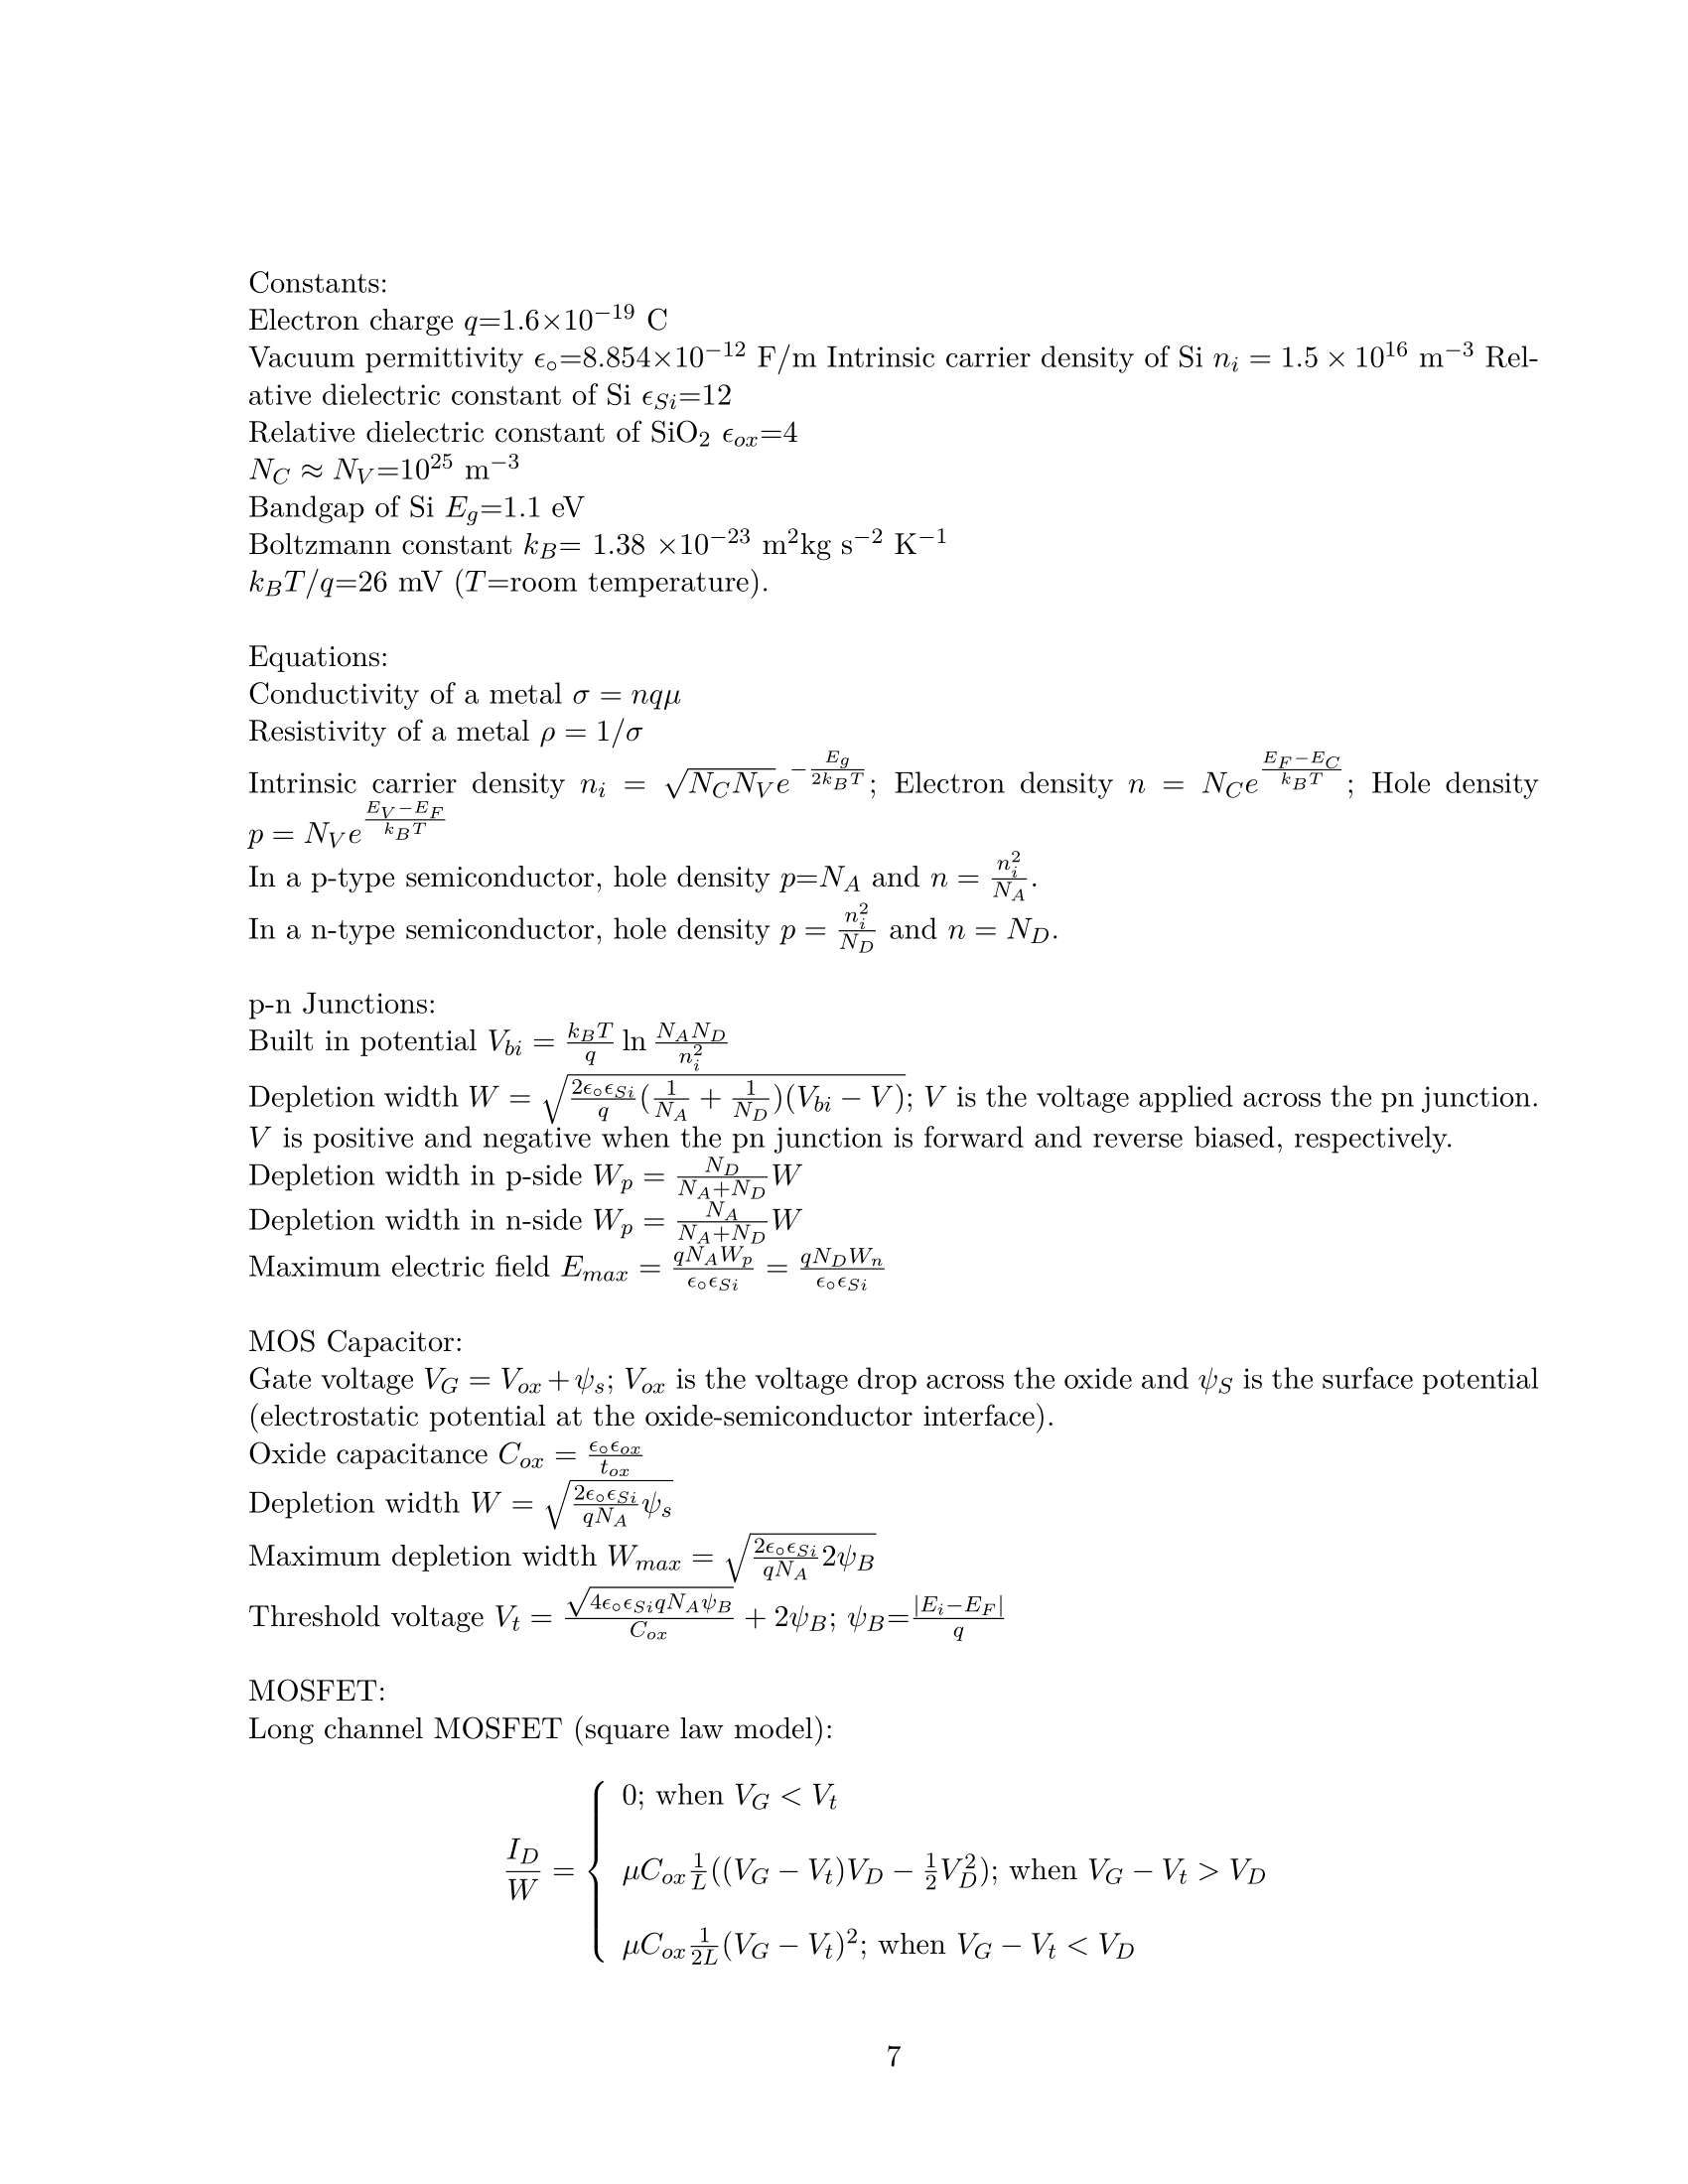 Constants:
Electron charge $q$=1.6×10$^{-19}$ C
Vacuum permittivity $\epsilon_\circ$=8.854×10$^{-12}$ F/m Intrinsic carrier density of Si $n_i = 1.5 \times 10^{16}$ m$^{-3}$ Rel-
ative dielectric constant of Si $\epsilon_{Si}$=12
Relative dielectric constant of SiO$_2$ $\epsilon_{ox}$=4
$N_C \approx N_V$=10$^{25}$ m$^{-3}$
Bandgap of Si $E_g$=1.1 eV
Boltzmann constant $k_B$= 1.38 ×10$^{-23}$ m$^2$kg s$^{-2}$ K$^{-1}$
$k_BT/q$=26 mV ($T$=room temperature).
Equations:
Conductivity of a metal $\sigma = nq\mu$
Resistivity of a metal $\rho = 1/\sigma$
Intrinsic carrier density $n_i = \sqrt{N_CN_V}e^{-\frac{E_g}{2k_BT}}$; Electron density $n = N_Ce^{\frac{E_F-E_C}{k_BT}}$; Hole density
$p = N_Ve^{\frac{E_V-E_F}{k_BT}}$
In a p-type semiconductor, hole density $p$=$N_A$ and $n = \frac{n_i^2}{N_A}$.
In a n-type semiconductor, hole density $p = \frac{n_i^2}{N_D}$ and $n = N_D$.
p-n Junctions:
Built in potential $V_{bi} = \frac{k_BT}{q} \ln \frac{N_AN_D}{n_i^2}$
Depletion width $W = \sqrt{\frac{2\epsilon_\circ\epsilon_{Si}}{q}(\frac{1}{N_A} + \frac{1}{N_D})(V_{bi} - V)}$; $V$ is the voltage applied across the pn junction.
$V$ is positive and negative when the pn junction is forward and reverse biased, respectively.
Depletion width in p-side $W_p = \frac{N_D}{N_A+N_D}W$
Depletion width in n-side $W_p = \frac{N_A}{N_A+N_D}W$
Maximum electric field $E_{max} = \frac{qN_AW_p}{\epsilon_\circ\epsilon_{Si}} = \frac{qN_DW_n}{\epsilon_\circ\epsilon_{Si}}$
MOS Capacitor:
Gate voltage $V_G = V_{ox} + \psi_s$; $V_{ox}$ is the voltage drop across the oxide and $\psi_S$ is the surface potential
(electrostatic potential at the oxide-semiconductor interface).
Oxide capacitance $C_{ox} = \frac{\epsilon_\circ\epsilon_{ox}}{t_{ox}}$
Depletion width $W = \sqrt{\frac{2\epsilon_\circ\epsilon_{Si}}{qN_A}\psi_s}$
Maximum depletion width $W_{max} = \sqrt{\frac{2\epsilon_\circ\epsilon_{Si}}{qN_A}2\psi_B}$
Threshold voltage $V_t = \frac{\sqrt{4\epsilon_\circ\epsilon_{Si}qN_A\psi_B}}{C_{ox}} + 2\psi_B$; $\psi_B$=$\frac{|E_i-E_F|}{q}$
MOSFET:
Long channel MOSFET (square law model):
$\frac{I_D}{W} = \begin{cases} 0; \text{ when } V_G < V_t \\ \mu C_{ox}\frac{1}{L}((V_G - V_t)V_D - \frac{1}{2}V_D^2); \text{ when } V_G - V_t > V_D \\ \mu C_{ox}\frac{1}{2L}(V_G - V_t)^2; \text{ when } V_G - V_t < V_D \end{cases}$
7